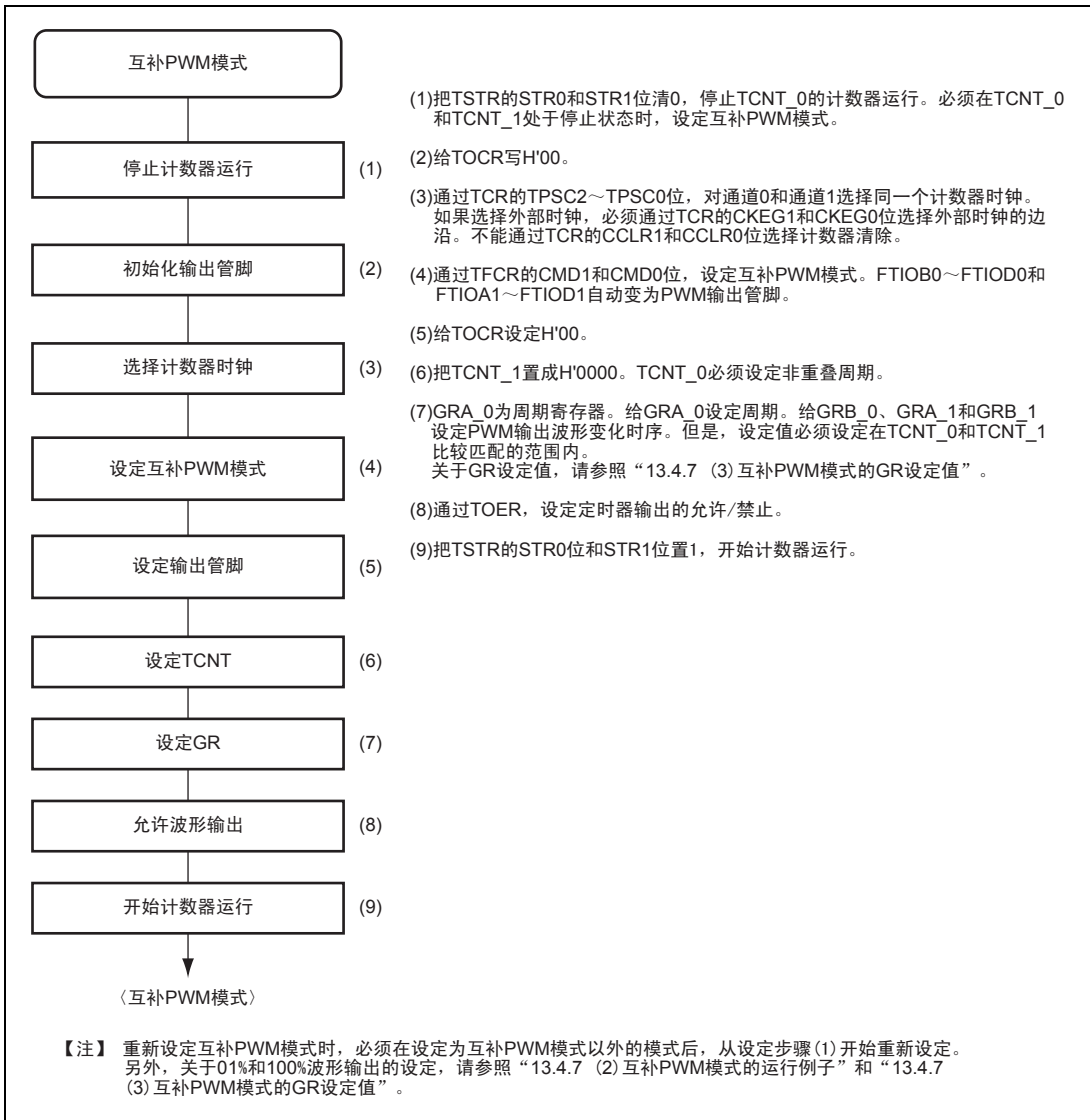 互补PWM模式
停止计数器运行 (1)
初始化输出管脚 (2)
选择计数器时钟 (3)
设定互补PWM模式 (4)
设定输出管脚 (5)
设定TCNT (6)
设定GR (7)
允许波形输出 (8)
开始计数器运行 (9)
〈互补PWM模式〉
(1)把TSTR的STR0和STR1位清0，停止TCNT_0的计数器运行。必须在TCNT_0
和TCNT_1处于停止状态时，设定互补PWM模式。
(2)给TOCR写H'00。
(3)通过TCR的TPSC2～TPSC0位，对通道0和通道1选择同一个计数器时钟。
如果选择外部时钟，必须通过TCR的CKEG1和CKEG0位选择外部时钟的边
沿。不能通过TCR的CCLR1和CCLR0位选择计数器清除。
(4)通过TFCR的CMD1和CMD0位，设定互补PWM模式。FTIOB0～FTIOD0和
FTIOA1～FTIOD1自动变为PWM输出管脚。
(5)给TOCR设定H'00。
(6)把TCNT_1置成H'0000。TCNT_0必须设定非重叠周期。
(7)GRA_0为周期寄存器。给GRA_0设定周期。给GRB_0、GRA_1和GRB_1
设定PWM输出波形变化时序。但是，设定值必须设定在TCNT_0和TCNT_1
比较匹配的范围内。
关于GR设定值，请参照“13.4.7 (3)互补PWM模式的GR设定值”。
(8)通过TOER，设定定时器输出的允许/禁止。
(9)把TSTR的STR0位和STR1位置1，开始计数器运行。
【注】 重新设定互补PWM模式时，必须在设定为互补PWM模式以外的模式后，从设定步骤(1)开始重新设定。
另外，关于01%和100%波形输出的设定，请参照“13.4.7 (2)互补PWM模式的运行例子”和“13.4.7
(3)互补PWM模式的GR设定值”。